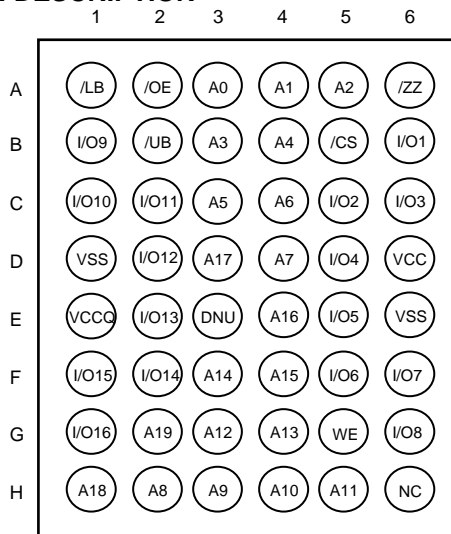 1 2 3 4 5 6
A /LB /OE A0 A1 A2 /ZZ
B I/O9 /UB A3 A4 /CS I/O1
C I/O10 I/O11 A5 A6 I/O2 I/O3
D VSS I/O12 A17 A7 I/O4 VCC
E VCCQ I/O13 DNU A16 I/O5 VSS
F I/O15 I/O14 A14 A15 I/O6 I/O7
G I/O16 A19 A12 A13 WE I/O8
H A18 A8 A9 A10 A11 NC